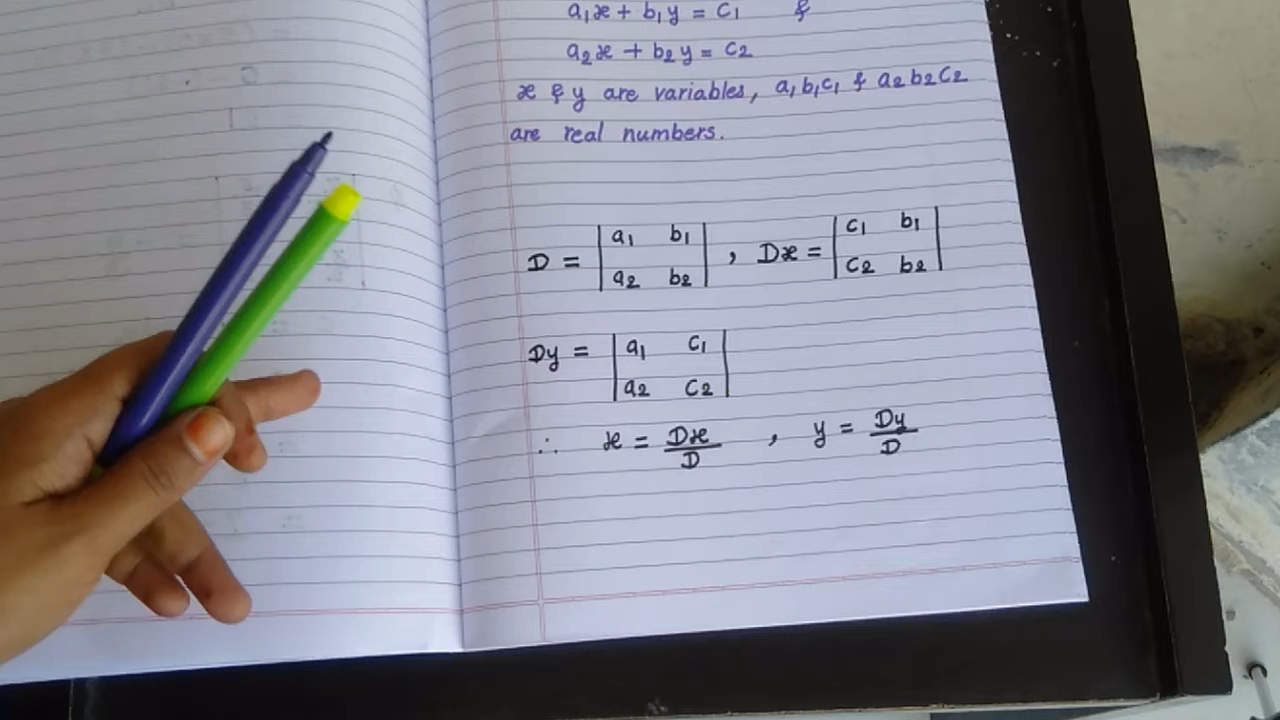 a₁x + b₁y = c₁ &
a₂x + b₂y = c₂
x & y are variables, a₁b₁c₁ & a₂b₂c₂
are real numbers.
D = | a₁ b₁ | , Dx = | c₁ b₁ |
| a₂ b₂ | | c₂ b₂ |
Dy = | a₁ c₁ |
| a₂ c₂ |
∴ x = Dx/D , y = Dy/D